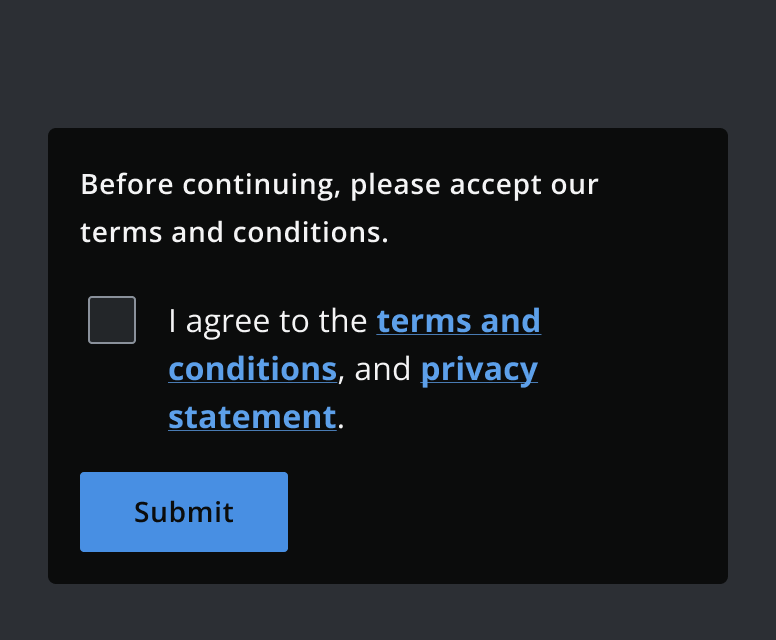 Before continuing, please accept our
terms and conditions.
I agree to the terms and
conditions, and privacy
statement.
Submit